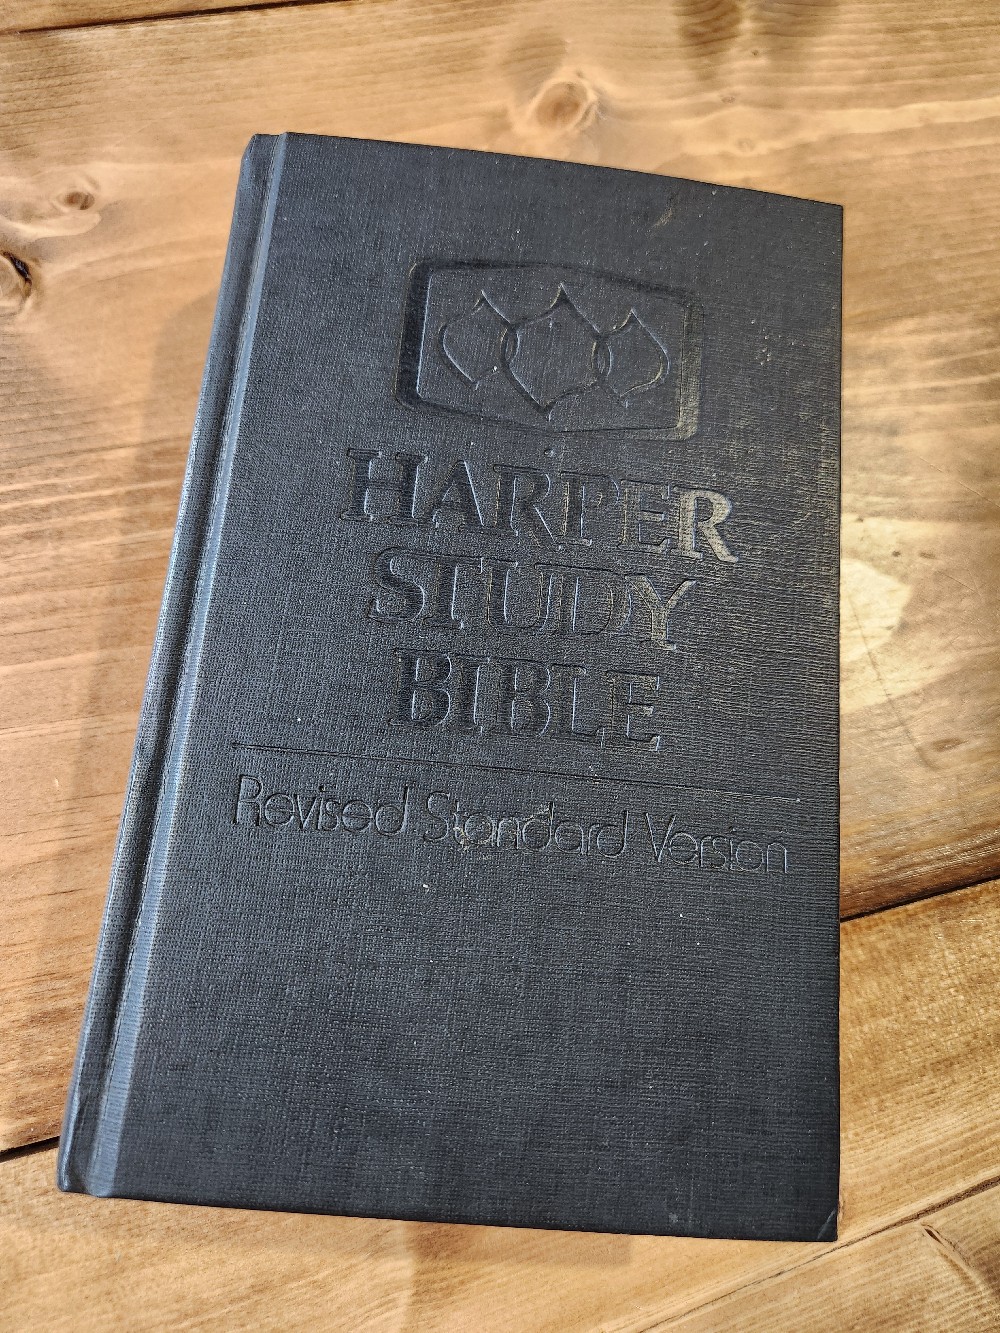 HARPER
STUDY
BIBLE
Revised Standard Version